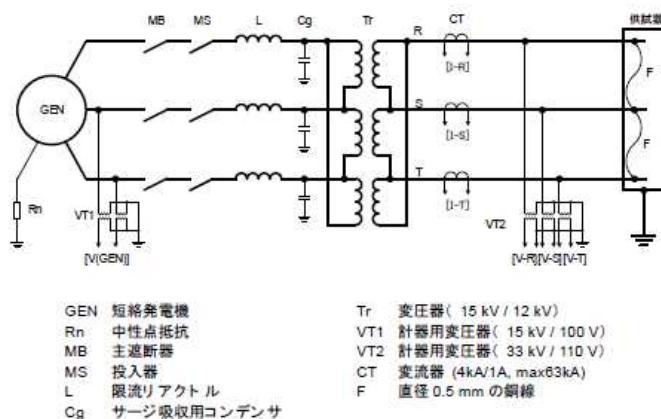 MB MS L Cg Tr R CT 供試器
[I-R]
F
GEN
S
[I-S]
F
T
Rn VT1 [I-T] VT2
[V(GEN)] [V-R][V-S][V-T]
GEN 短絡発電機
Rn 中性点抵抗
MB 主遮断器
MS 投入器
L 限流リアクトル
Cg サージ吸収用コンデンサ
Tr 変圧器( 15 kV / 12 kV)
VT1 計器用変圧器( 15 kV / 100 V)
VT2 計器用変圧器( 33 kV / 110 V)
CT 変流器 (4kA/1A, max63kA)
F 直径 0.5 mm の銅線